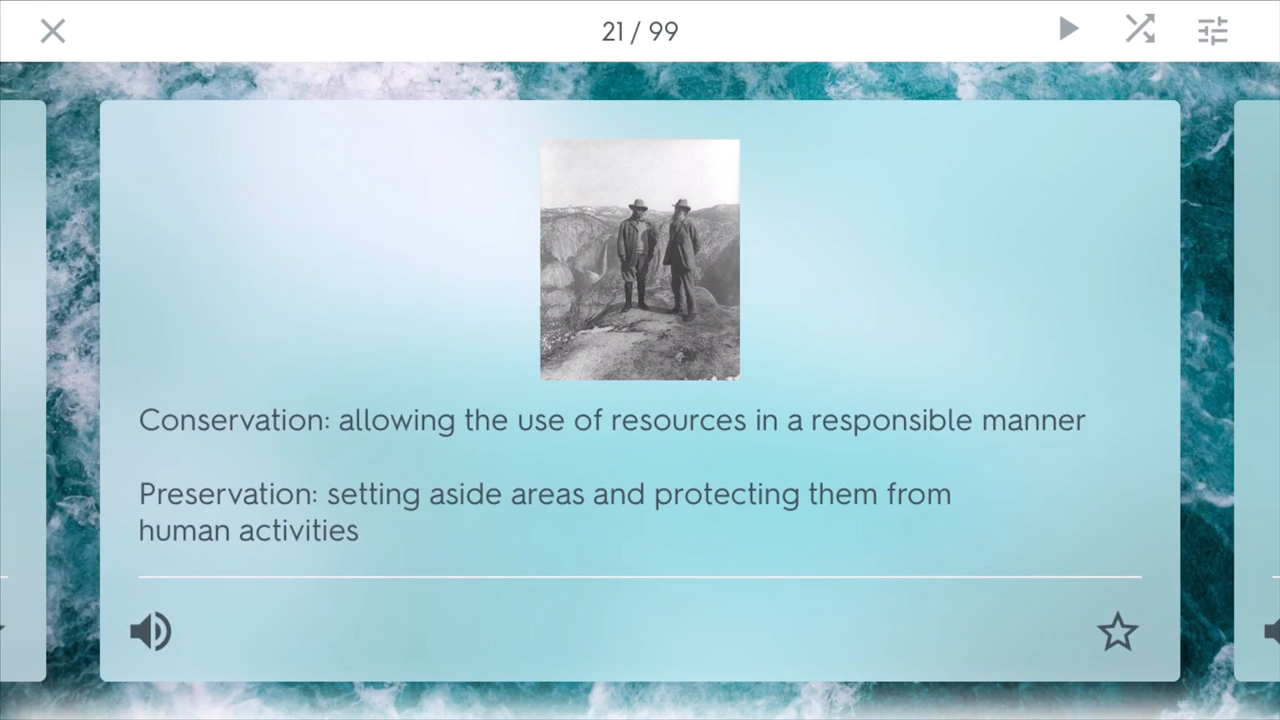 21 / 99
Conservation: allowing the use of resources in a responsible manner
Preservation: setting aside areas and protecting them from
human activities